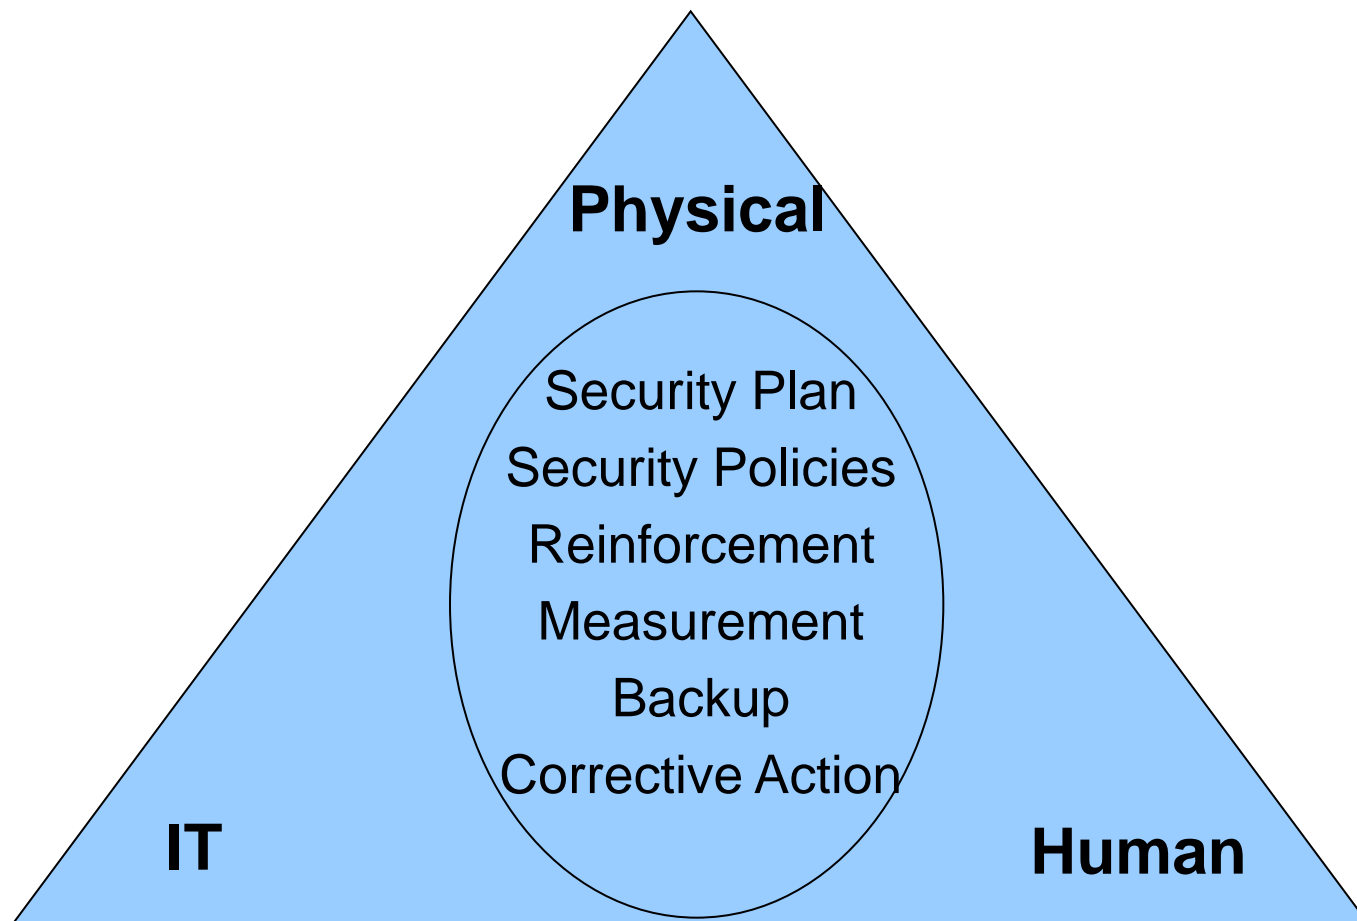 Physical
Security Plan
Security Policies
Reinforcement
Measurement
Backup
Corrective Action
IT
Human